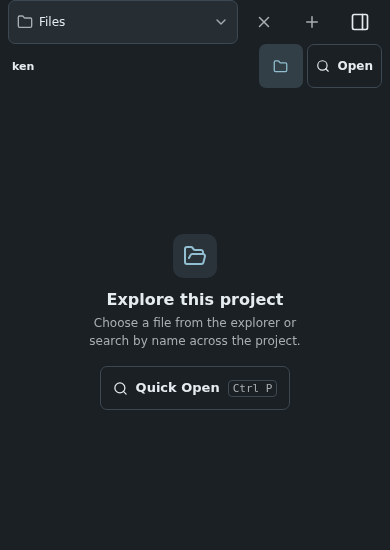 Files
ken
Open
Explore this project
Choose a file from the explorer or
search by name across the project.
Quick Open Ctrl P